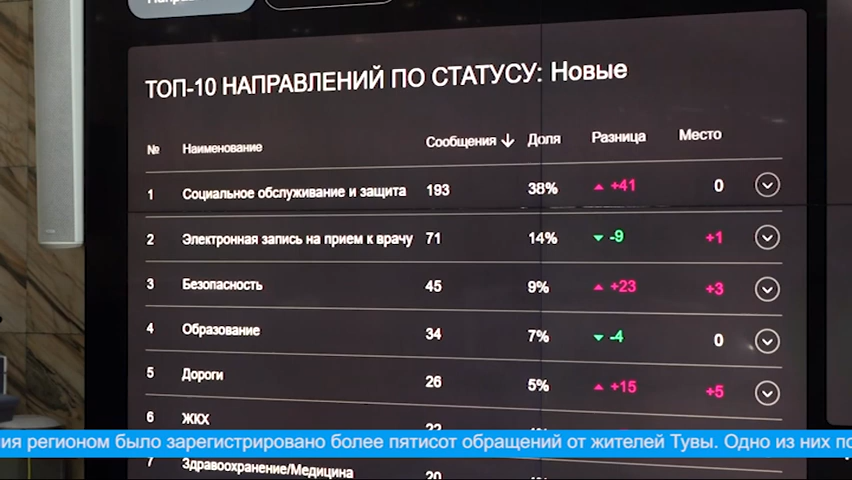 ТОП-10 НАПРАВЛЕНИЙ ПО СТАТУСУ: Новые
№ Наименование Сообщения ↓ Доля Разница Место
1 Социальное обслуживание и защита 193 38% ▲ +41 0
2 Электронная запись на прием к врачу 71 14% ▼ -9 +1
3 Безопасность 45 9% ▲ +23 +3
4 Образование 34 7% ▼ -4 0
5 Дороги 26 5% ▲ +15 +5
6 ЖКХ
регионом было зарегистрировано более пятисот обращений от жителей Тувы. Одно из них
7 Здравоохранение/Медицина 20